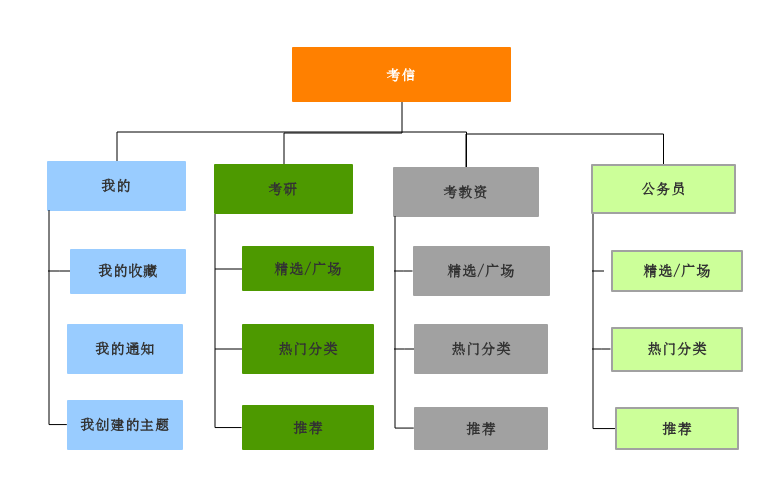 考信
我的
考研
考教资
公务员
我的收藏
精选/广场
精选/广场
精选/广场
我的通知
热门分类
热门分类
热门分类
我创建的主题
推荐
推荐
推荐